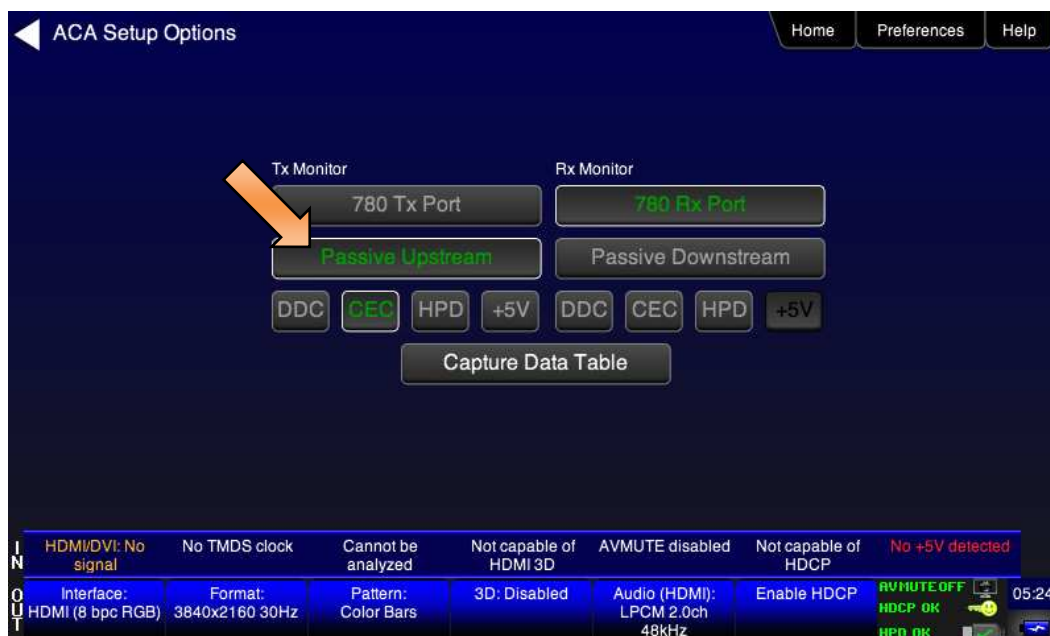 ACA Setup Options
Home
Preferences
Help
Tx Monitor
Rx Monitor
780 Tx Port
780 Rx Port
Passive Upstream
Passive Downstream
DDC
CEC
HPD
+5V
DDC
CEC
HPD
+5V
Capture Data Table
IN
HDMI/DVI: No
signal
No TMDS clock
Cannot be
analyzed
Not capable of
HDMI 3D
AVMUTE disabled
Not capable of
HDCP
No +5V detected
OUT
Interface:
HDMI (8 bpc RGB)
Format:
3840x2160 30Hz
Pattern:
Color Bars
3D: Disabled
Audio (HDMI):
LPCM 2.0ch
48kHz
Enable HDCP
AVMUTEOFF
HDCP OK
HPD OK
05:24